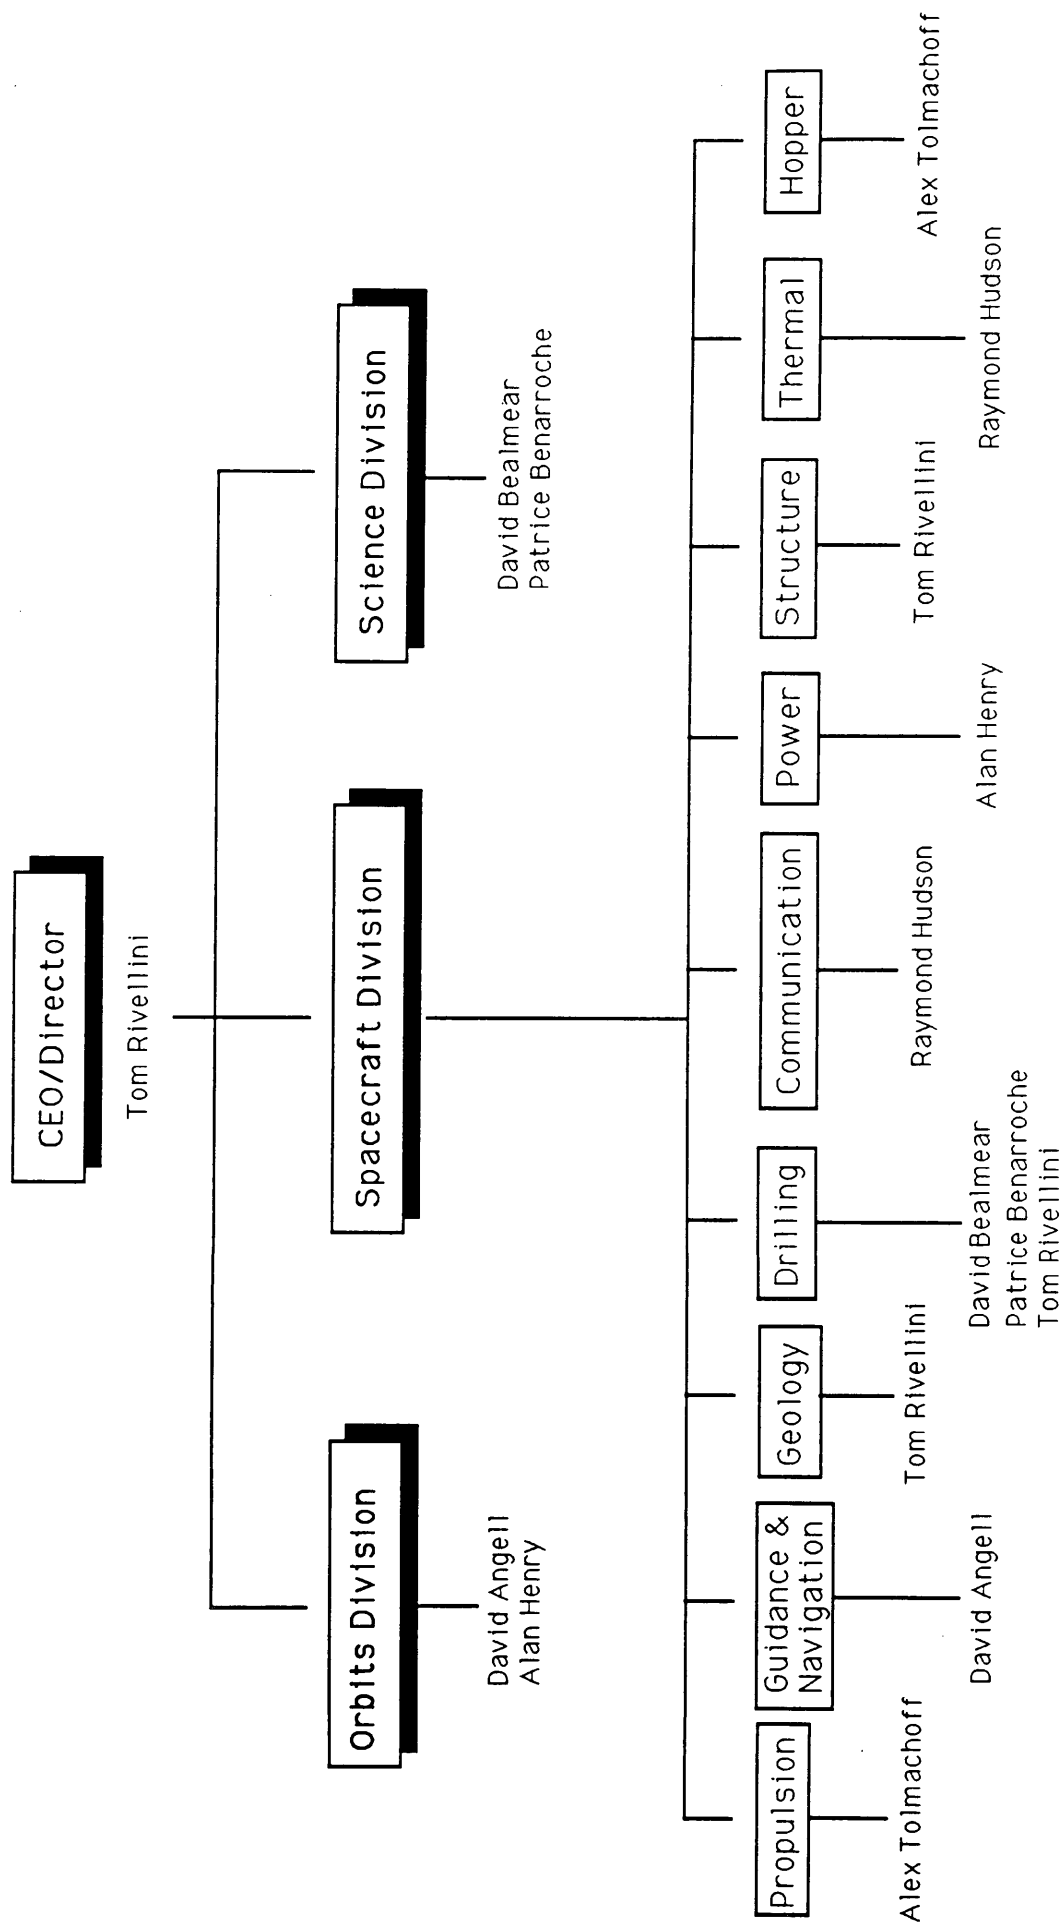 CEO/Director
Tom Rivellini
Orbits Division
David Angell
Alan Henry
Spacecraft Division
Science Division
David Bealmear
Patrice Benarroche
Propulsion
Alex Tolmachoff
Guidance &
Navigation
David Angell
Geology
Tom Rivellini
Drilling
David Bealmear
Patrice Benarroche
Tom Rivellini
Communication
Raymond Hudson
Power
Alan Henry
Structure
Tom Rivellini
Thermal
Raymond Hudson
Hopper
Alex Tolmachoff